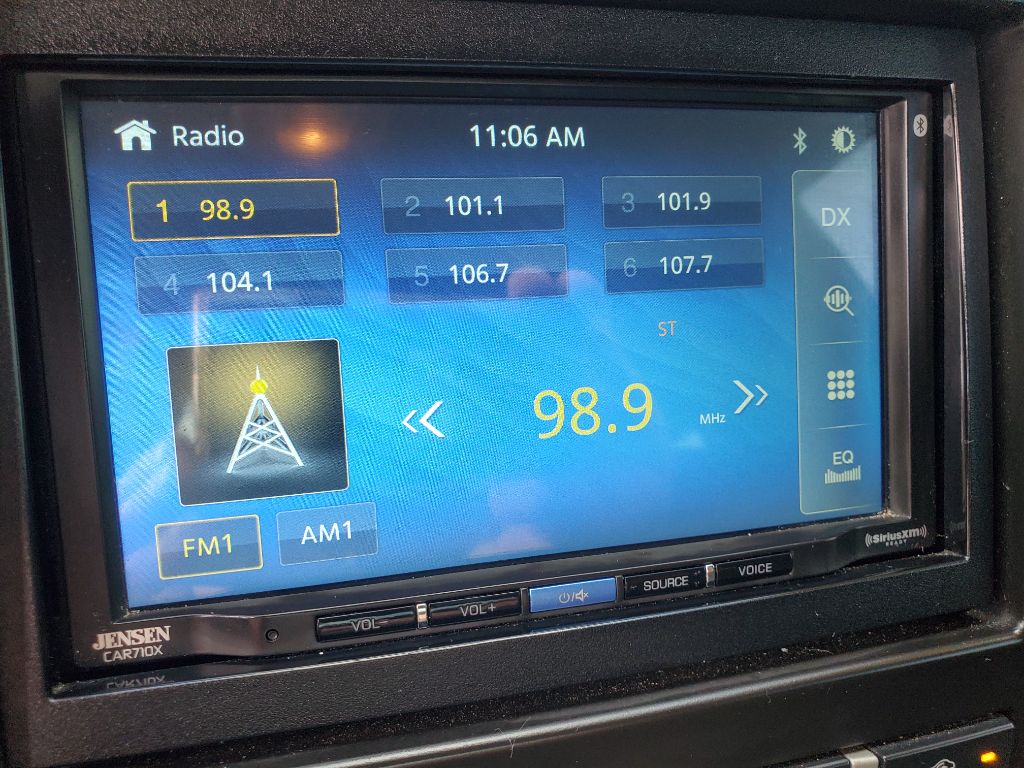 Radio 11:06 AM
1 98.9 2 101.1 3 101.9
4 104.1 5 106.7 6 107.7
DX
ST
98.9 MHz
EQ
FM1 AM1
((SiriusXM))
READY
VOL- VOL+ SOURCE VOICE
JENSEN
CAR710X